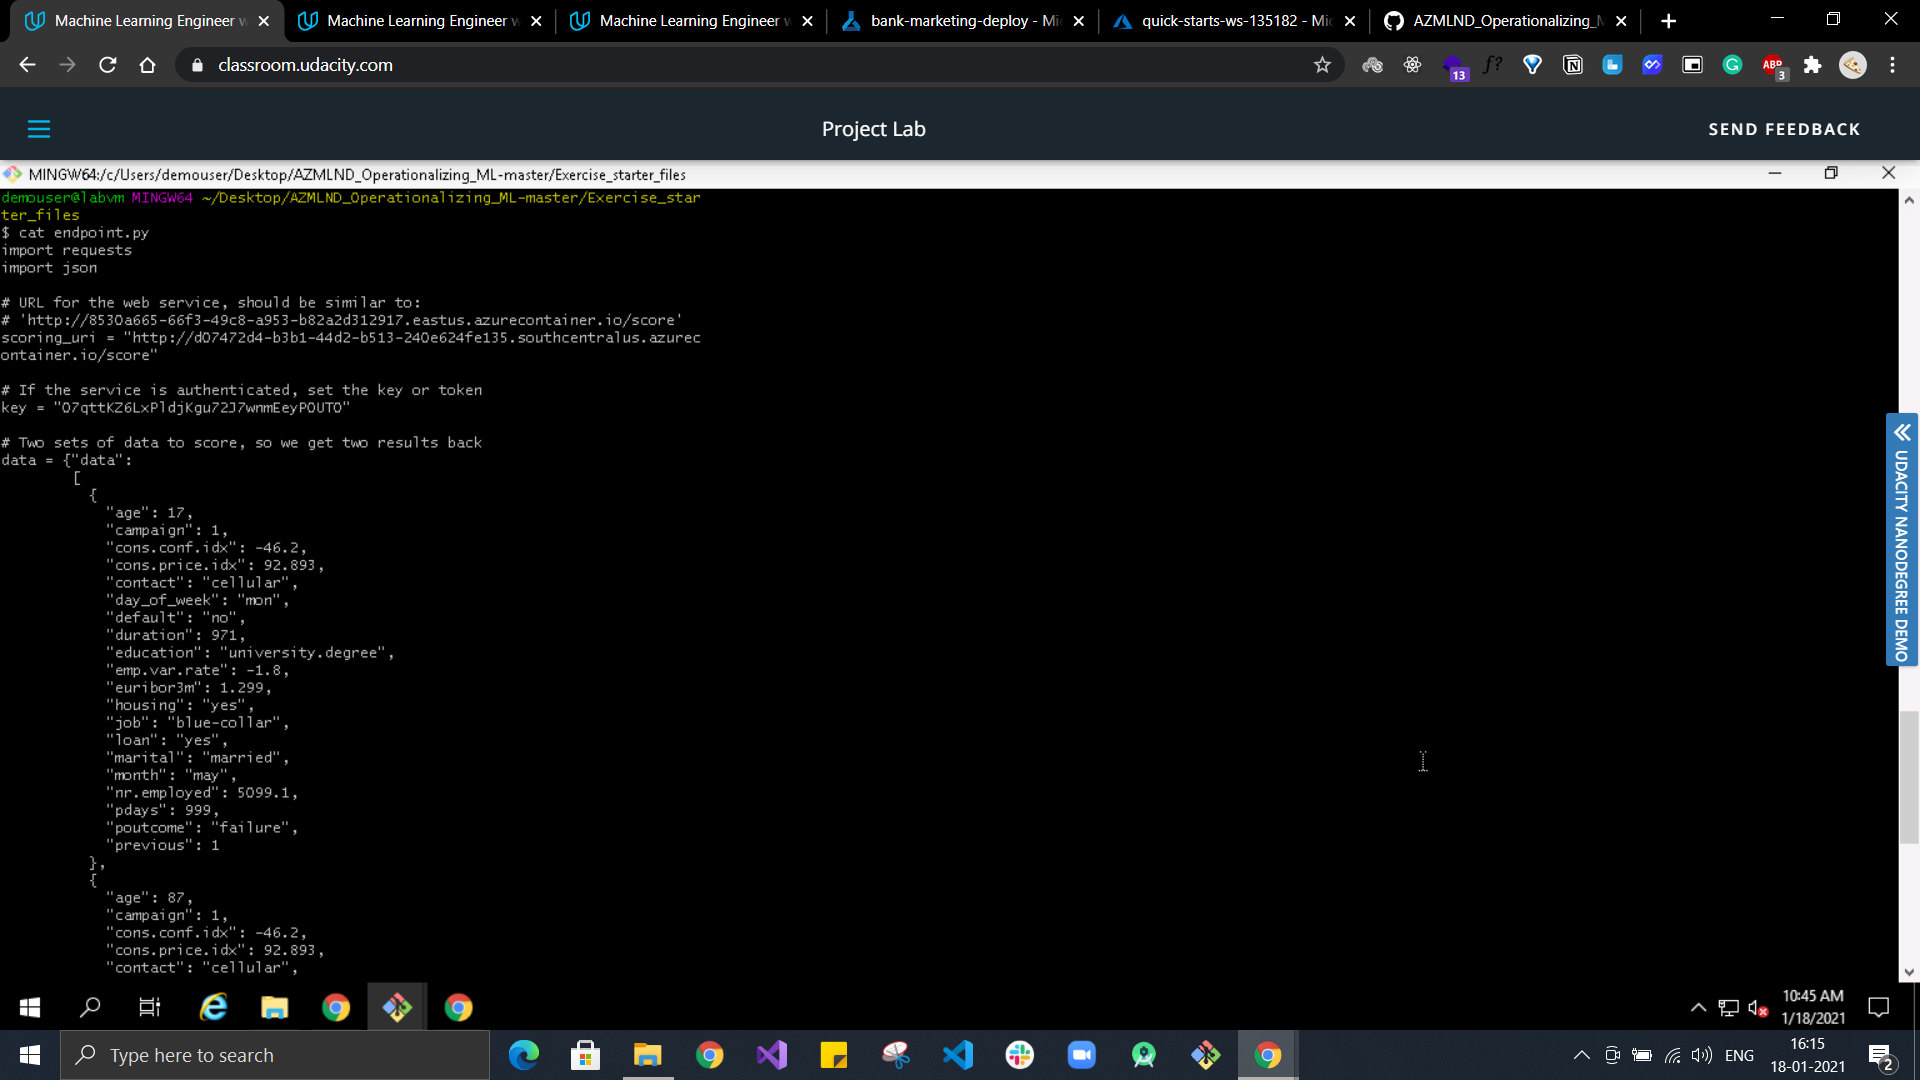 Machine Learning Engineer w
Machine Learning Engineer w
Machine Learning Engineer w
bank-marketing-deploy - Mi
quick-starts-ws-135182 - Mic
AZMLND_Operationalizing_M
classroom.udacity.com
13
f?
ABP
3
Project Lab
SEND FEEDBACK
MINGW64:/c/Users/demouser/Desktop/AZMLND_Operationalizing_ML-master/Exercise_starter_files
demouser@labvm MINGW64 ~/Desktop/AZMLND_Operationalizing_ML-master/Exercise_star
ter_files
$ cat endpoint.py
import requests
import json
# URL for the web service, should be similar to:
# 'http://8530a665-66f3-49c8-a953-b82a2d312917.eastus.azurecontainer.io/score'
scoring_uri = "http://d07472d4-b3b1-44d2-b513-240e624fe135.southcentralus.azurec
ontainer.io/score"
# If the service is authenticated, set the key or token
key = "O7qttKZ6LxPldjKgu72J7wnmEeyPOUTO"
# Two sets of data to score, so we get two results back
data = {"data":
[
{
"age": 17,
"campaign": 1,
"cons.conf.idx": -46.2,
"cons.price.idx": 92.893,
"contact": "cellular",
"day_of_week": "mon",
"default": "no",
"duration": 971,
"education": "university.degree",
"emp.var.rate": -1.8,
"euribor3m": 1.299,
"housing": "yes",
"job": "blue-collar",
"loan": "yes",
"marital": "married",
"month": "may",
"nr.employed": 5099.1,
"pdays": 999,
"poutcome": "failure",
"previous": 1
},
{
"age": 87,
"campaign": 1,
"cons.conf.idx": -46.2,
"cons.price.idx": 92.893,
"contact": "cellular",
UDACITY NANODEGREE DEMO
10:45 AM
1/18/2021
Type here to search
ENG
16:15
18-01-2021
2